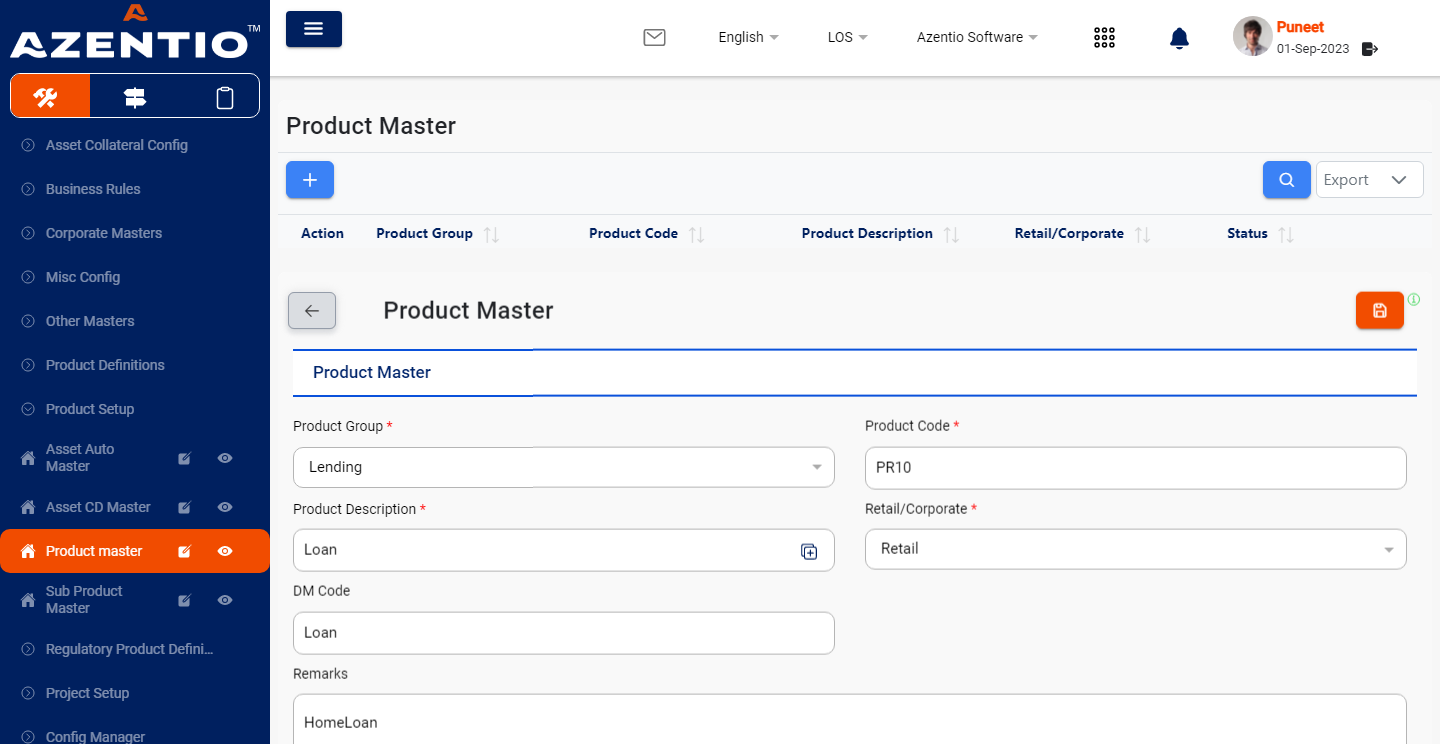 AZENTIO™
English
LOS
Azentio Software
Puneet
01-Sep-2023
Asset Collateral Config
Business Rules
Corporate Masters
Misc Config
Other Masters
Product Definitions
Product Setup
Asset Auto
Master
Asset CD Master
Product master
Sub Product
Master
Regulatory Product Defini...
Project Setup
Config Manager
Product Master
Export
Action Product Group Product Code Product Description Retail/Corporate Status
Product Master
Product Master
Product Group * Product Code *
Lending PR10
Product Description * Retail/Corporate *
Loan Retail
DM Code
Loan
Remarks
HomeLoan